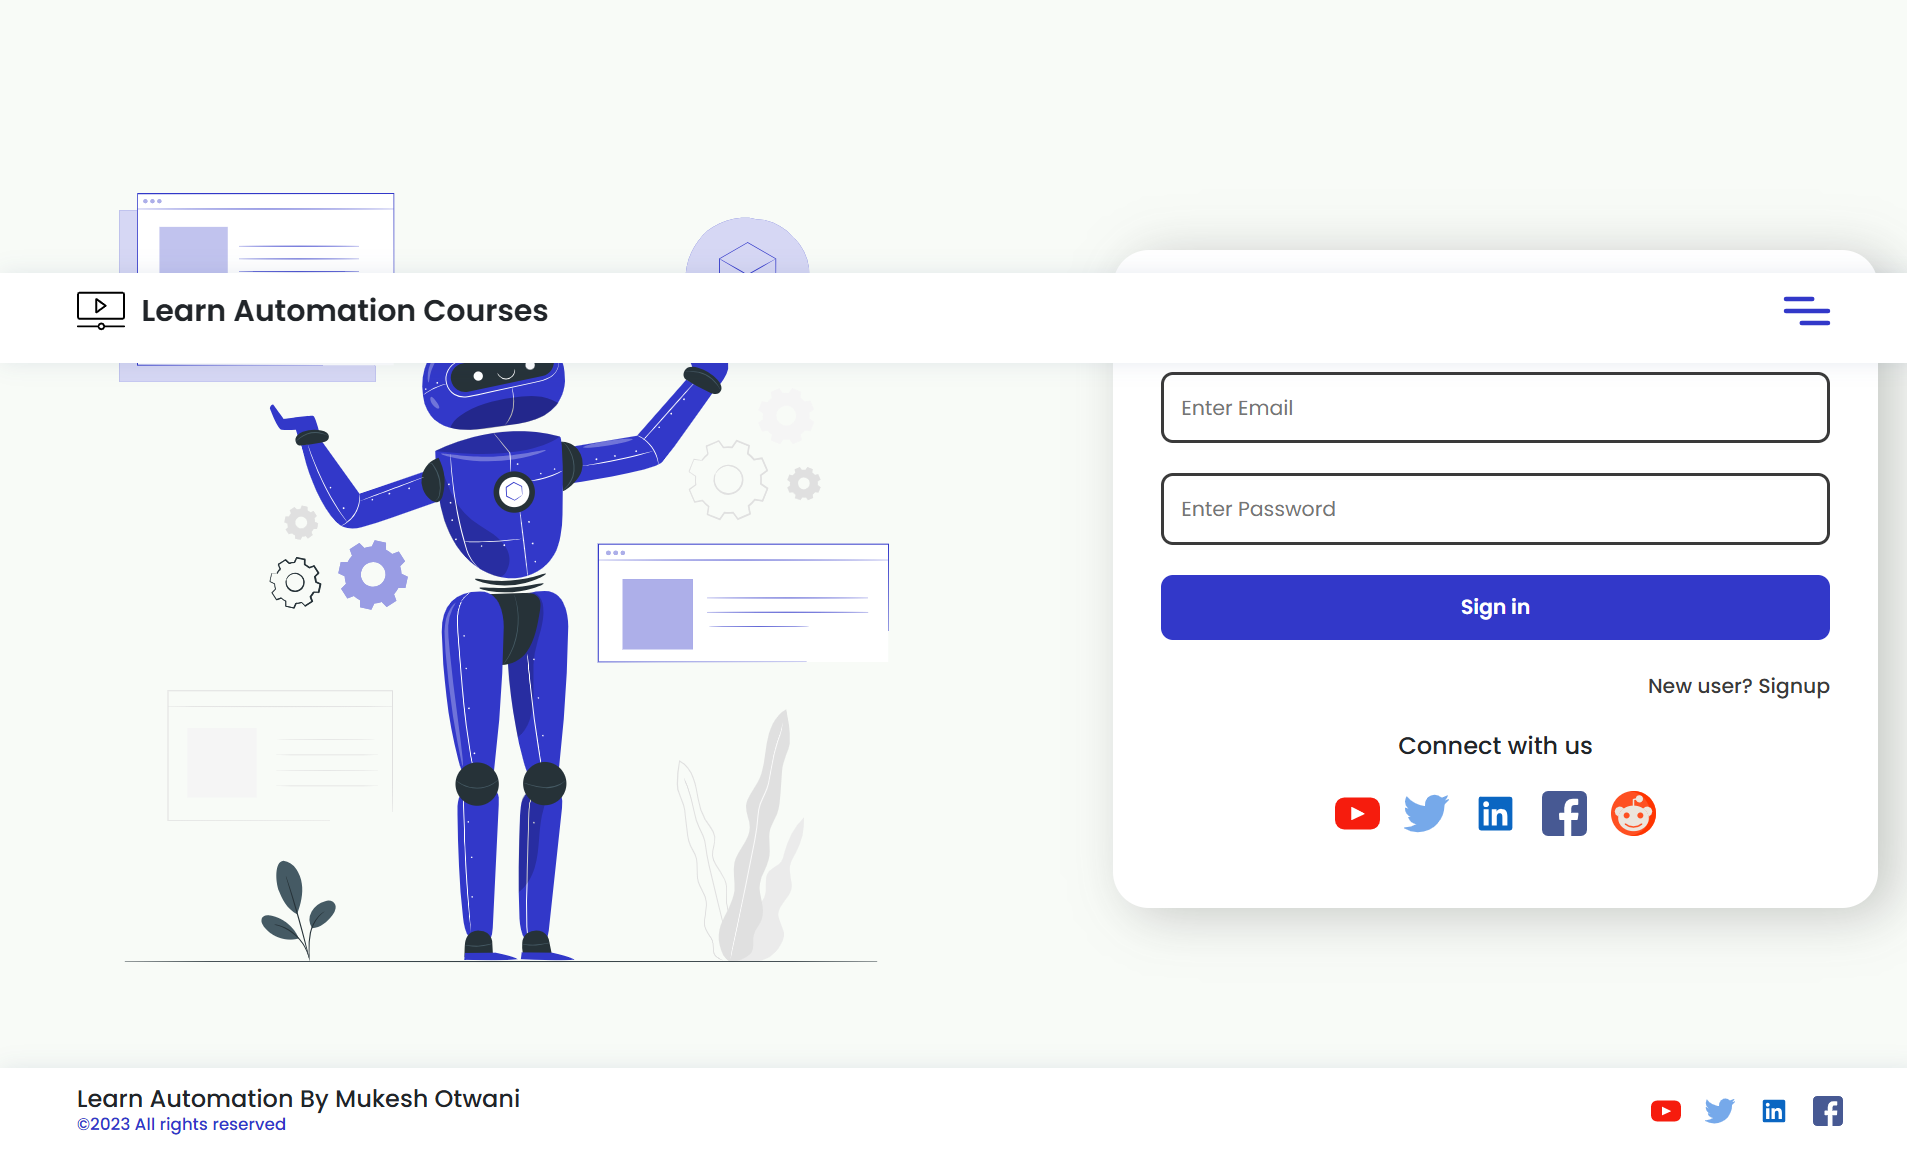 Learn Automation Courses
Enter Email
Enter Password
Sign in
New user? Signup
Connect with us
Learn Automation By Mukesh Otwani
©2023 All rights reserved